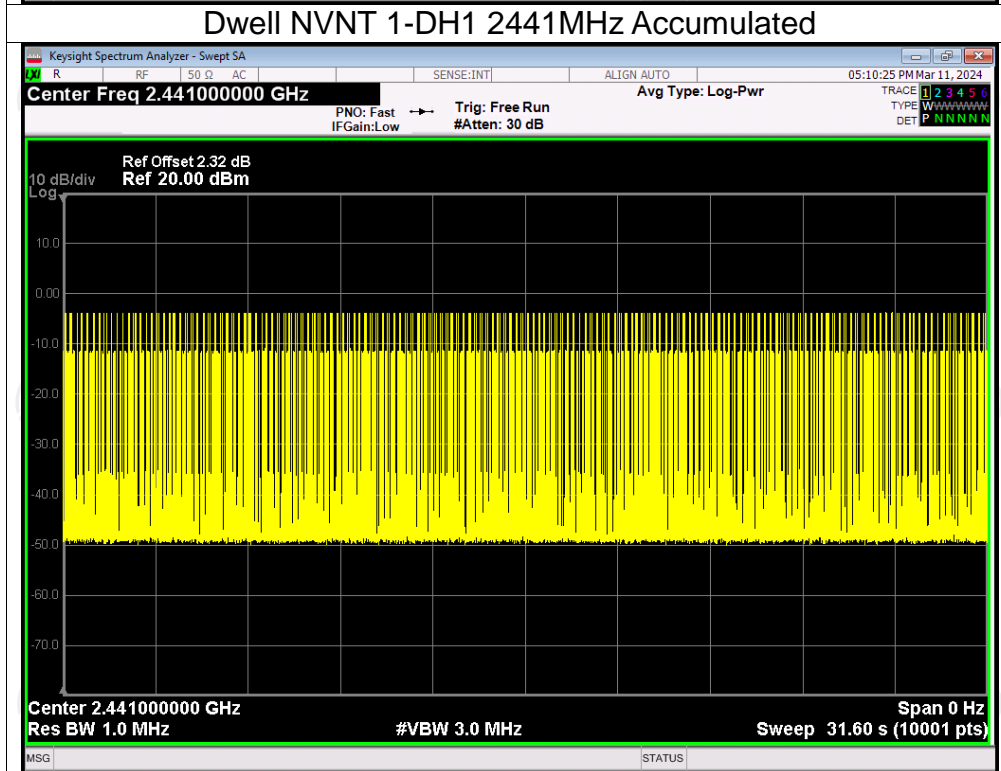 Dwell NVNT 1-DH1 2441MHz Accumulated
Keysight Spectrum Analyzer - Swept SA
LXI R RF 50 Ω AC SENSE:INT ALIGN AUTO 05:10:25 PM Mar 11, 2024
Center Freq 2.441000000 GHz
PNO: Fast
IFGain:Low
Trig: Free Run
#Atten: 30 dB
Avg Type: Log-Pwr
TRACE 1 2 3 4 5 6
TYPE WWWWWW
DET P N N N N N
Ref Offset 2.32 dB
10 dB/div Ref 20.00 dBm
Log
10.0
0.00
-10.0
-20.0
-30.0
-40.0
-50.0
-60.0
-70.0
Center 2.441000000 GHz Span 0 Hz
Res BW 1.0 MHz #VBW 3.0 MHz Sweep 31.60 s (10001 pts)
MSG STATUS